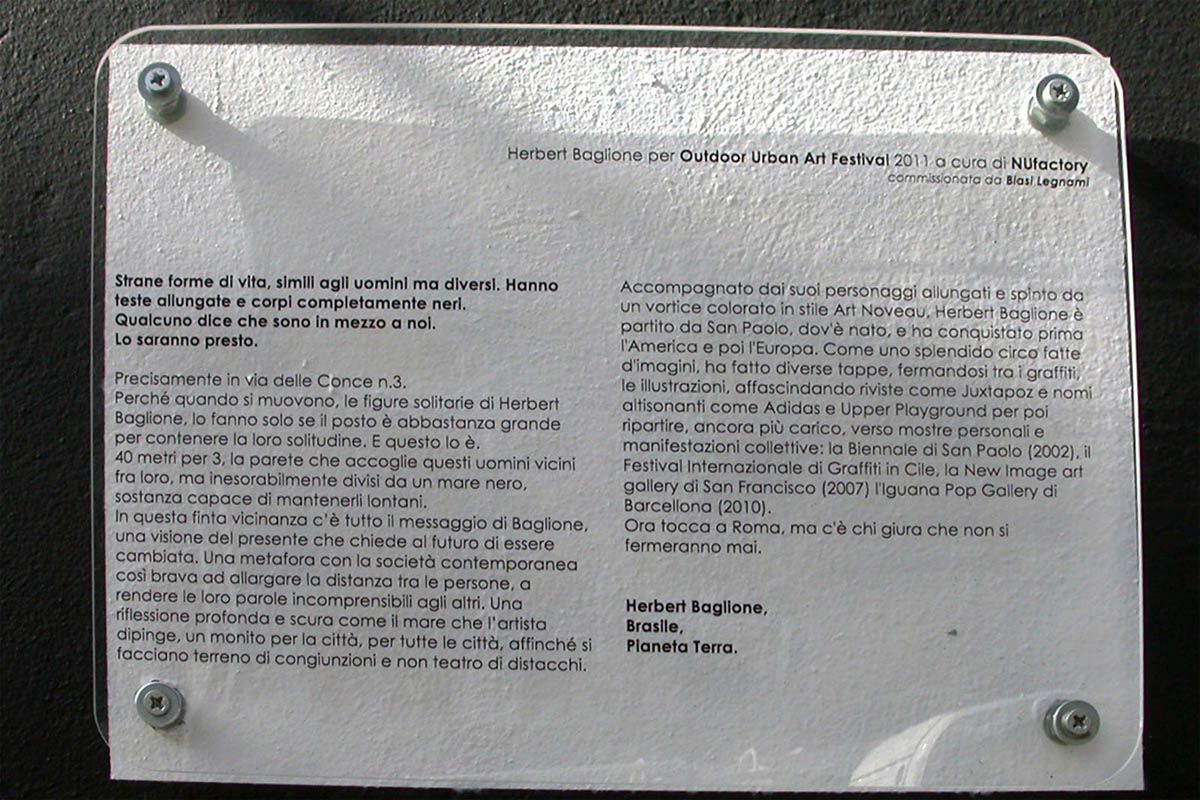 Herbert Baglione per Outdoor Urban Art Festival 2011 a cura di NUfactory
commissionata da Blasi Legnami
Strane forme di vita, simili agli uomini ma diversi. Hanno
teste allungate e corpi completamente neri.
Qualcuno dice che sono in mezzo a noi.
Lo saranno presto.
Precisamente in via delle Conce n.3.
Perché quando si muovono, le figure solitarie di Herbert
Baglione, lo fanno solo se il posto è abbastanza grande
per contenere la loro solitudine. E questo lo è.
40 metri per 3, la parete che accoglie questi uomini vicini
fra loro, ma inesorabilmente divisi da un mare nero,
sostanza capace di mantenerli lontani.
In questa finta vicinanza c'è tutto il messaggio di Baglione,
una visione del presente che chiede al futuro di essere
cambiata. Una metafora con la società contemporanea
così brava ad allargare la distanza tra le persone, a
rendere le loro parole incomprensibili agli altri. Una
riflessione profonda e scura come il mare che l'artista
dipinge, un monito per la città, per tutte le città, affinché si
facciano terreno di congiunzioni e non teatro di distacchi.
Accompagnato dai suoi personaggi allungati e spinto da
un vortice colorato in stile Art Noveau, Herbert Baglione è
partito da San Paolo, dov'è nato, e ha conquistato prima
l'America e poi l'Europa. Come uno splendido circo fatte
d'imagini, ha fatto diverse tappe, fermandosi tra i graffiti,
le illustrazioni, affascindando riviste come Juxtapoz e nomi
altisonanti come Adidas e Upper Playground per poi
ripartire, ancora più carico, verso mostre personali e
manifestazioni collettive: la Biennale di San Paolo (2002), il
Festival Internazionale di Graffiti in Cile, la New Image art
gallery di San Francisco (2007) l'Iguana Pop Gallery di
Barcellona (2010).
Ora tocca a Roma, ma c'è chi giura che non si
fermeranno mai.
Herbert Baglione,
Brasile,
Pianeta Terra.